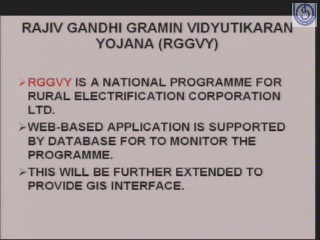 RAJIV GANDHI GRAMIN VIDYUTIKARAN
YOJANA (RGGVY)
RGGVY IS A NATIONAL PROGRAMME FOR
RURAL ELECTRIFICATION CORPORATION
LTD.
WEB-BASED APPLICATION IS SUPPORTED
BY DATABASE FOR TO MONITOR THE
PROGRAMME.
THIS WILL BE FURTHER EXTENDED TO
PROVIDE GIS INTERFACE.